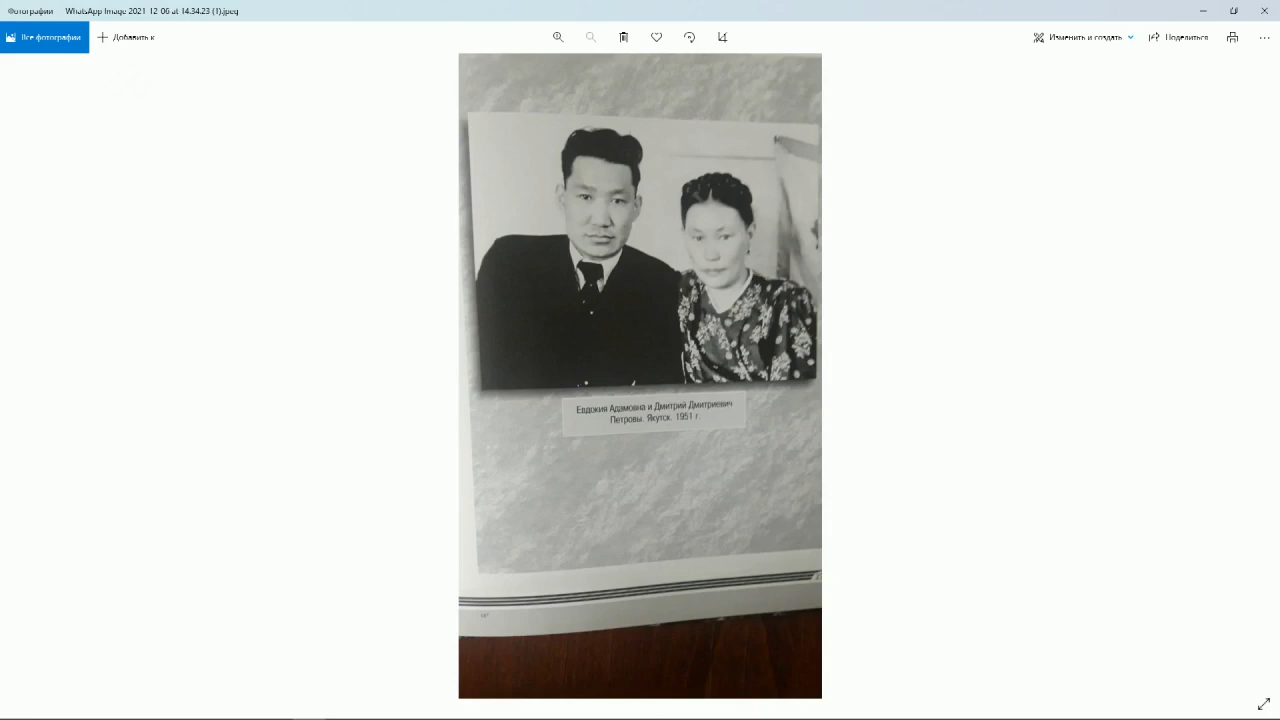 Фотографии - WhatsApp Image 2021-12-06 at 14.34.23 (1).jpeg
Все фотографии
Добавить к
Изменить и создать
Поделиться
Евдокия Адамовна и Дмитрий Дмитриевич
Петровы. Якутск. 1951 г.